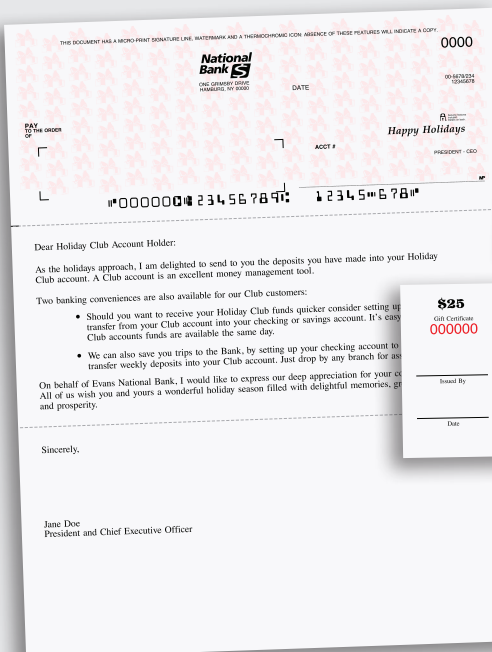 THIS DOCUMENT HAS A MICRO-PRINT SIGNATURE LINE, WATERMARK AND A THERMOCHROMIC ICON. ABSENCE OF THESE FEATURES WILL INDICATE A COPY.
0000
National
Bank S
ONE GRIMSBY DRIVE
HAMBURG, NY 00000
DATE
00-5678/234
12345678
PAY
TO THE ORDER
OF
ACCT #
Happy Holidays
PRESIDENT - CEO
MP
⑈000000⑈ ⑆234567891⑆ 12345⑈678⑈
Dear Holiday Club Account Holder:
As the holidays approach, I am delighted to send to you the deposits you have made into your Holiday
Club account. A Club account is an excellent money management tool.
Two banking conveniences are also available for our Club customers:
• Should you want to receive your Holiday Club funds quicker consider setting up
transfer from your Club account into your checking or savings account. It's easy
Club accounts funds are available the same day.
• We can also save you trips to the Bank, by setting up your checking account to
transfer weekly deposits into your Club account. Just drop by any branch for
On behalf of Evans National Bank, I would like to express our deep appreciation for your
All of us wish you and yours a wonderful holiday season filled with delightful memories,
and prosperity.
Sincerely,
Jane Doe
President and Chief Executive Officer
$25
Gift Certificate
000000
Issued By
Date